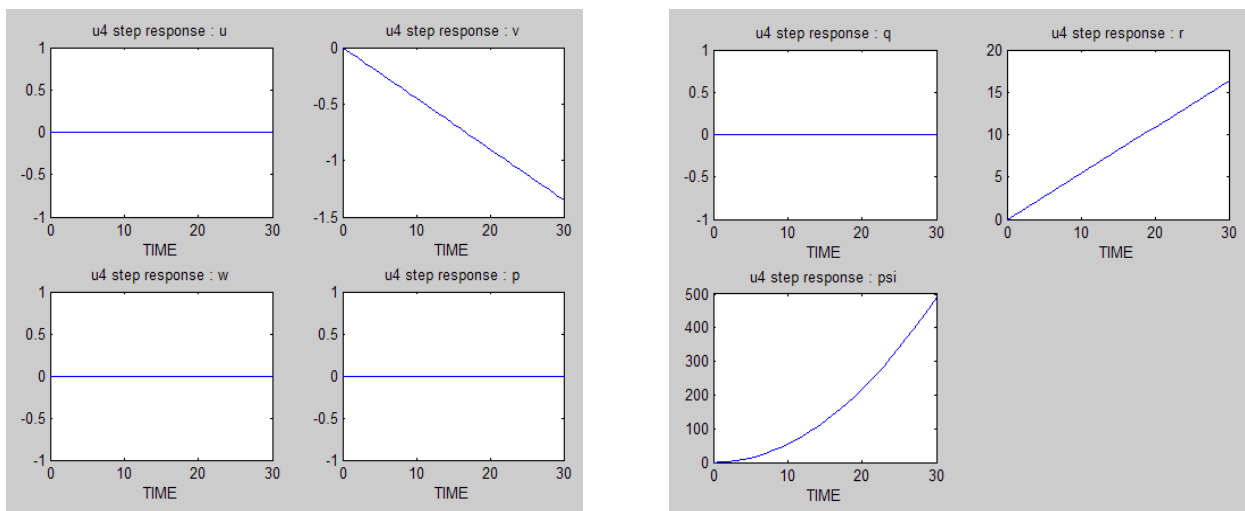 u4 step response : u
1
0.5
0
-0.5
-1
0 10 20 30
TIME
u4 step response : v
0
-0.5
-1
-1.5
0 10 20 30
TIME
u4 step response : w
1
0.5
0
-0.5
-1
0 10 20 30
TIME
u4 step response : p
1
0.5
0
-0.5
-1
0 10 20 30
TIME
u4 step response : q
1
0.5
0
-0.5
-1
0 10 20 30
TIME
u4 step response : r
20
15
10
5
0
0 10 20 30
TIME
u4 step response : psi
500
400
300
200
100
0
0 10 20 30
TIME